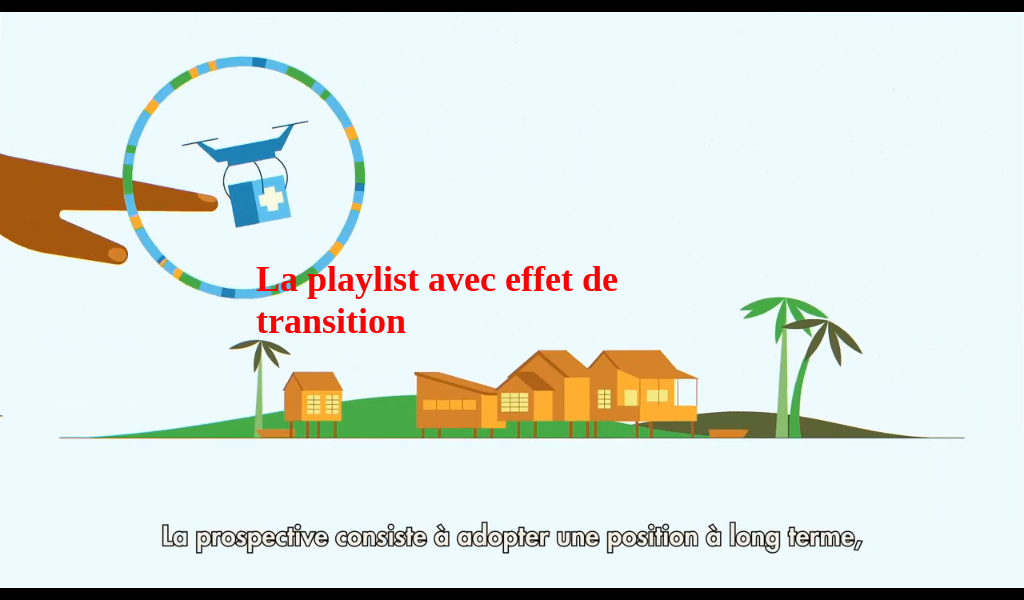 La playlist avec effet de
transition
La prospective consiste à adopter une position à long terme,